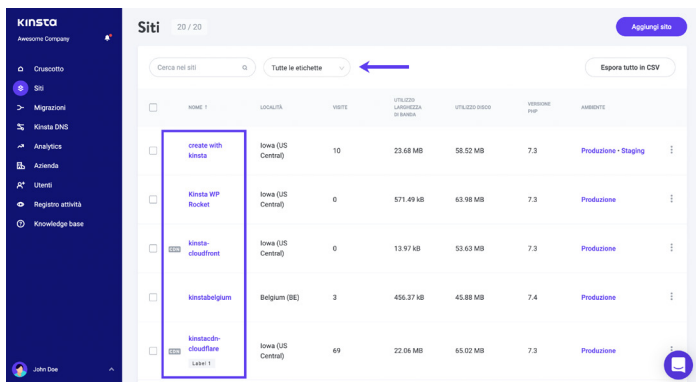 KINSTA
Awesome Company
Cruscotto
Siti
Migrazioni
Kinsta DNS
Analytics
Azienda
Utenti
Registro attività
Knowledge base
John Doe
Siti 20 / 20
Aggiungi sito
Cerca nei siti
Tutte le etichette
Espora tutto in CSV
NOME ↑ LOCALITÀ VISITE UTILIZZO LARGHEZZA DI BANDA UTILIZZO DISCO VERSIONE PHP AMBIENTE
create with kinsta Iowa (US Central) 10 23.68 MB 58.52 MB 7.3 Produzione • Staging
Kinsta WP Rocket Iowa (US Central) 0 571.49 kB 63.98 MB 7.3 Produzione
CDN kinsta-cloudfront Iowa (US Central) 0 13.97 kB 53.63 MB 7.3 Produzione
kinstabelgium Belgium (BE) 3 456.37 kB 45.88 MB 7.4 Produzione
CDN kinstacdn-cloudflare Iowa (US Central) 69 22.06 MB 65.02 MB 7.3 Produzione
Label 1